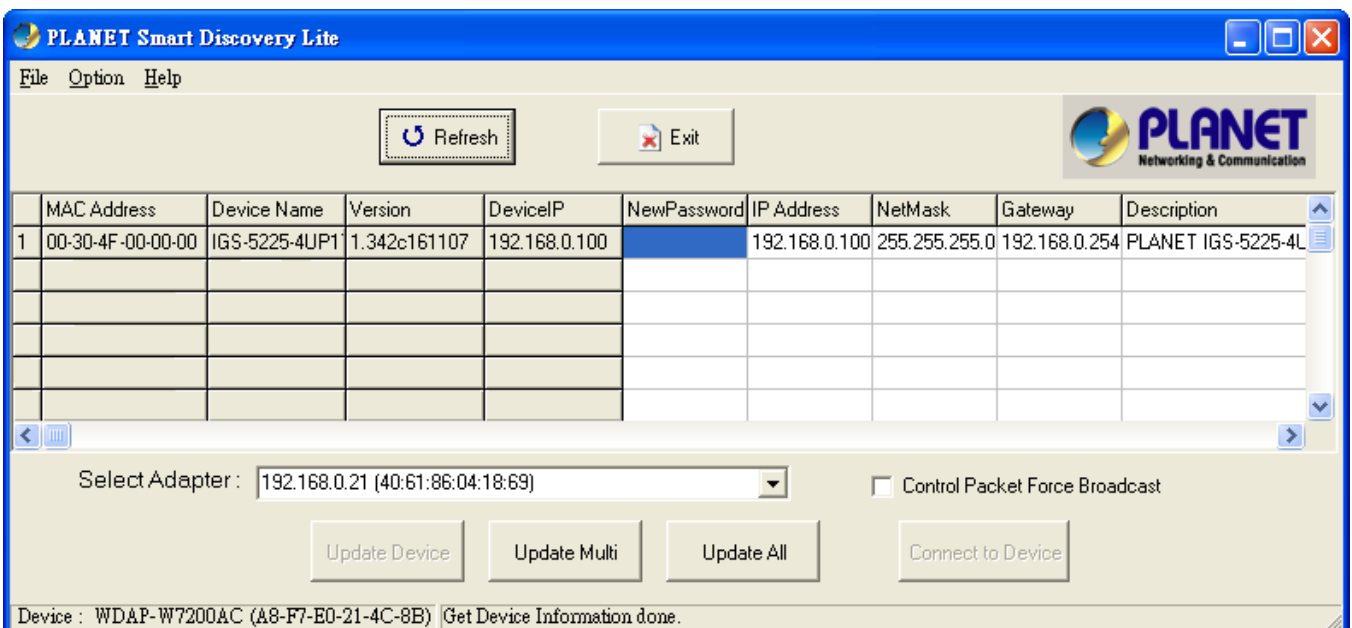 PLANET Smart Discovery Lite
File Option Help
Refresh Exit
PLANET
Networking & Communication
MAC Address Device Name Version DeviceIP NewPassword IP Address NetMask Gateway Description
1 00-30-4F-00-00-00 IGS-5225-4UP1 1.342c161107 192.168.0.100 192.168.0.100 255.255.255.0 192.168.0.254 PLANET IGS-5225-4U
Select Adapter : 192.168.0.21 (40:61:86:04:18:69) Control Packet Force Broadcast
Update Device Update Multi Update All Connect to Device
Device : WDAP-W7200AC (A8-F7-E0-21-4C-8B) Get Device Information done.